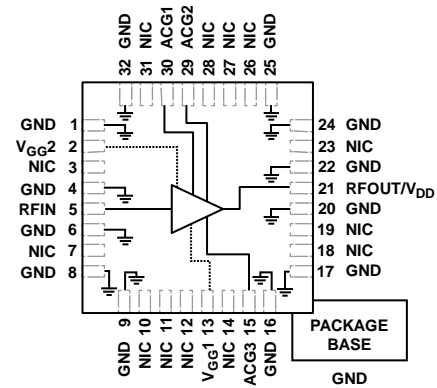 32 GND
31 NIC
30 ACG1
29 ACG2
28 NIC
27 NIC
26 NIC
25 GND
GND 1
VGG2 2
NIC 3
GND 4
RFIN 5
GND 6
NIC 7
GND 8
24 GND
23 NIC
22 GND
21 RFOUT/VDD
20 GND
19 NIC
18 NIC
17 GND
GND 9
NIC 10
NIC 11
NIC 12
VGG1 13
NIC 14
ACG3 15
GND 16
PACKAGE
BASE
GND